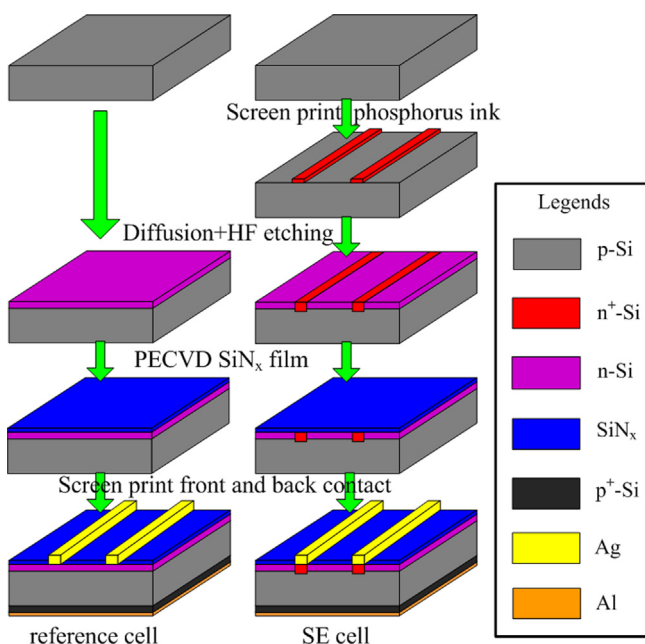 Screen print phosphorus ink
Diffusion+HF etching
PECVD SiNₓ film
Screen print front and back contact
reference cell
SE cell
Legends
p-Si
n⁺-Si
n-Si
SiNₓ
p⁺-Si
Ag
Al